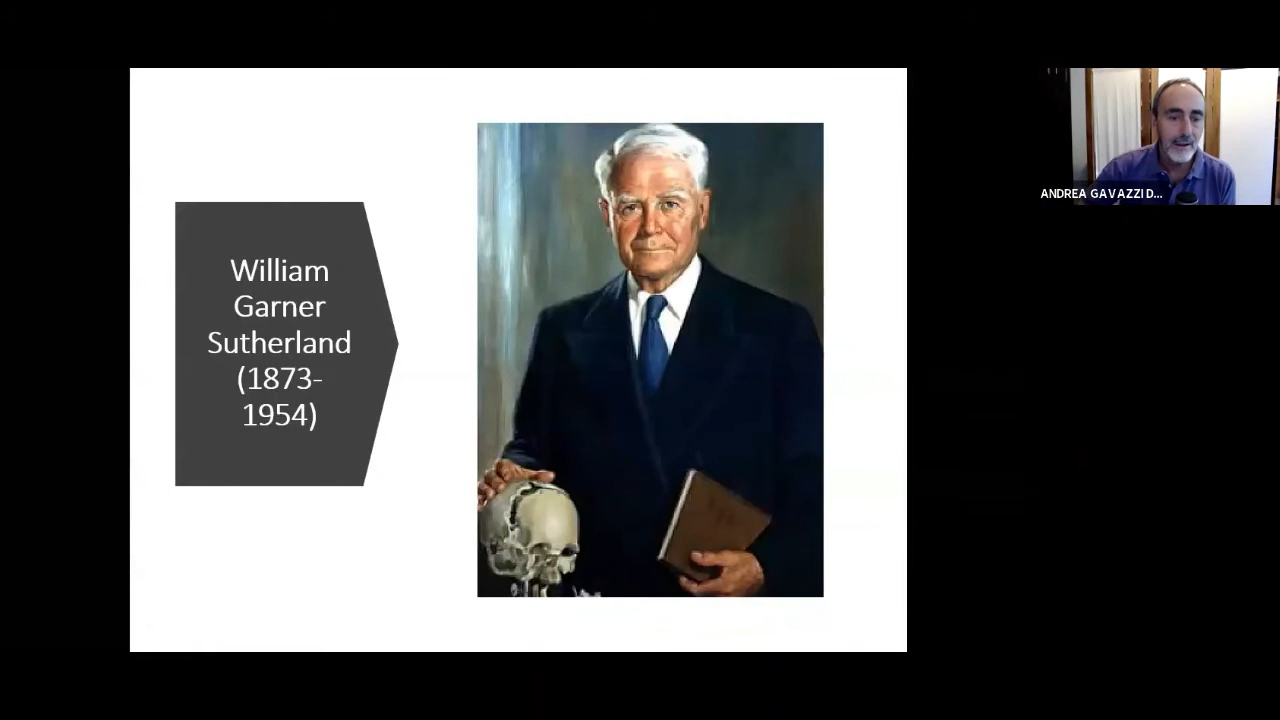 William
Garner
Sutherland
(1873-
1954)
ANDREA GAVAZZI D...